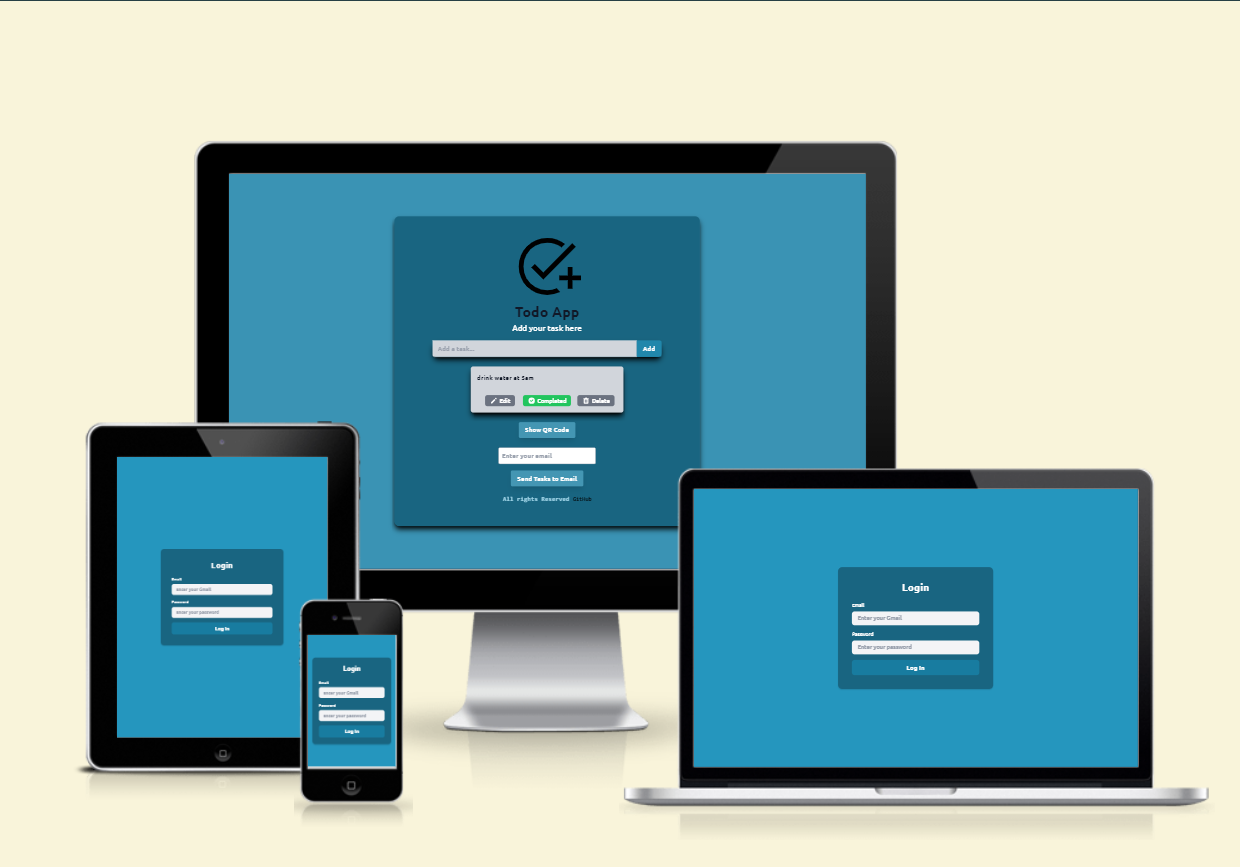 Todo App
Add your task here
Add a task...
Add
drink water at 5am
Edit
Completed
Delete
Show QR Code
Enter your email
Send Tasks to Email
All rights Reserved GitHub
Login
Email
enter your Gmail
Password
enter your password
Log In
Login
Email
enter your Gmail
Password
enter your password
Log In
Login
Email
Enter your Gmail
Password
Enter your password
Log In